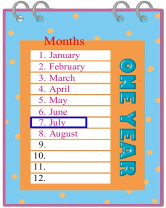 Months
1. January
2. February
3. March
4. April
5. May
6. June
7. July
8. August
9.
10.
11.
12.
ONE YEAR